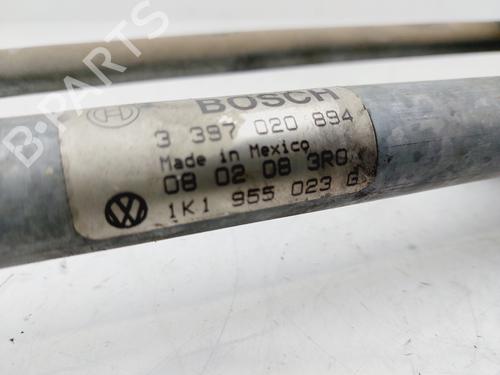 BOSCH
3 397 020 894
Made in Mexico
08 02 08 3R0
1K1 955 023 G
B-Parts